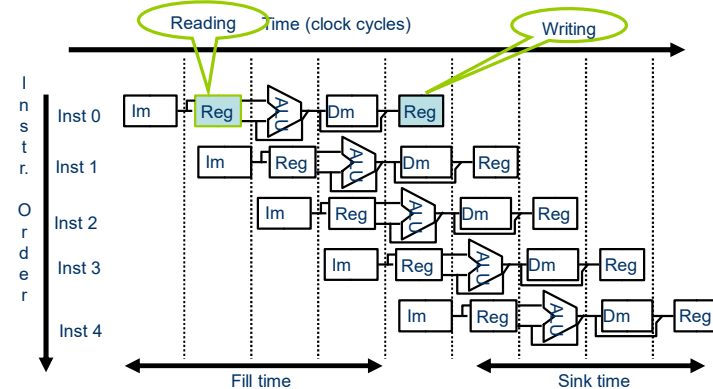 Reading
Time (clock cycles)
Writing
Instr. Order
Inst 0 Im Reg ALU Dm Reg
Inst 1 Im Reg ALU Dm Reg
Inst 2 Im Reg ALU Dm Reg
Inst 3 Im Reg ALU Dm Reg
Inst 4 Im Reg ALU Dm Reg
Fill time
Sink time